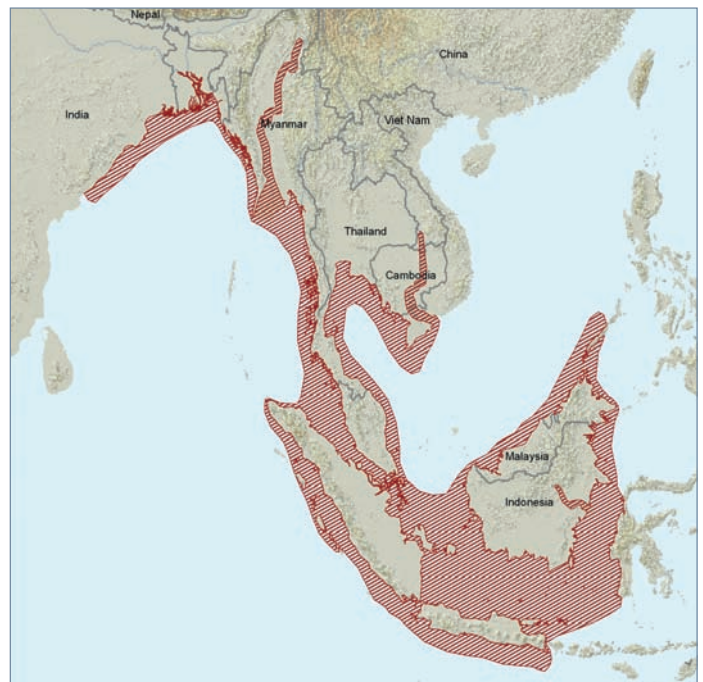 Nepal
China
India
Myanmar
Viet Nam
Thailand
Cambodia
Malaysia
Indonesia